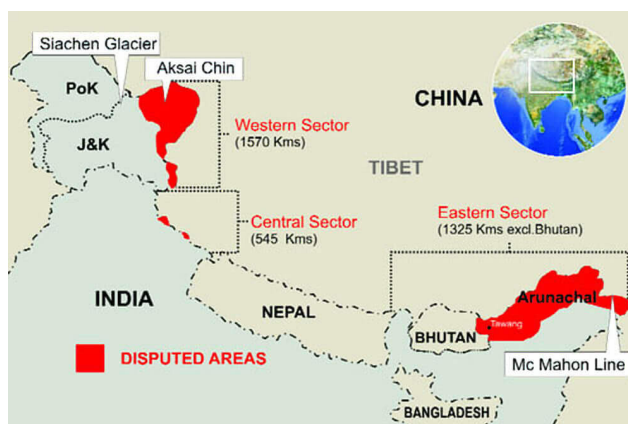 Siachen Glacier
Aksai Chin
PoK
J&K
Western Sector
(1570 Kms)
CHINA
TIBET
Central Sector
(545 Kms)
Eastern Sector
(1325 Kms excl.Bhutan)
INDIA
NEPAL
BHUTAN
Tawang
Arunachal
Mc Mahon Line
DISPUTED AREAS
BANGLADESH